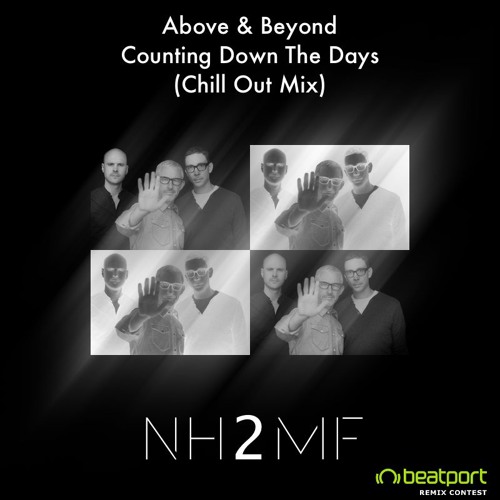 Above & Beyond
Counting Down The Days
(Chill Out Mix)
NH2MF
beatport
REMIX CONTEST